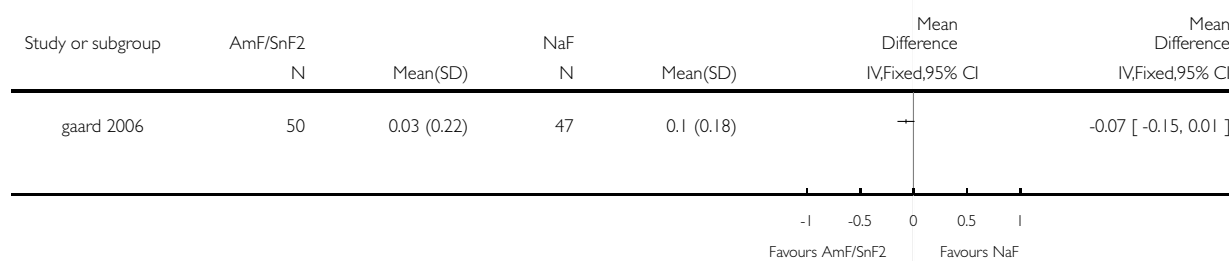 Mean Mean
Study or subgroup AmF/SnF2 NaF Difference Difference
N Mean(SD) N Mean(SD) IV,Fixed,95% CI IV,Fixed,95% CI
gaard 2006 50 0.03 (0.22) 47 0.1 (0.18) -0.07 [ -0.15, 0.01 ]
-1 -0.5 0 0.5 1
Favours AmF/SnF2 Favours NaF